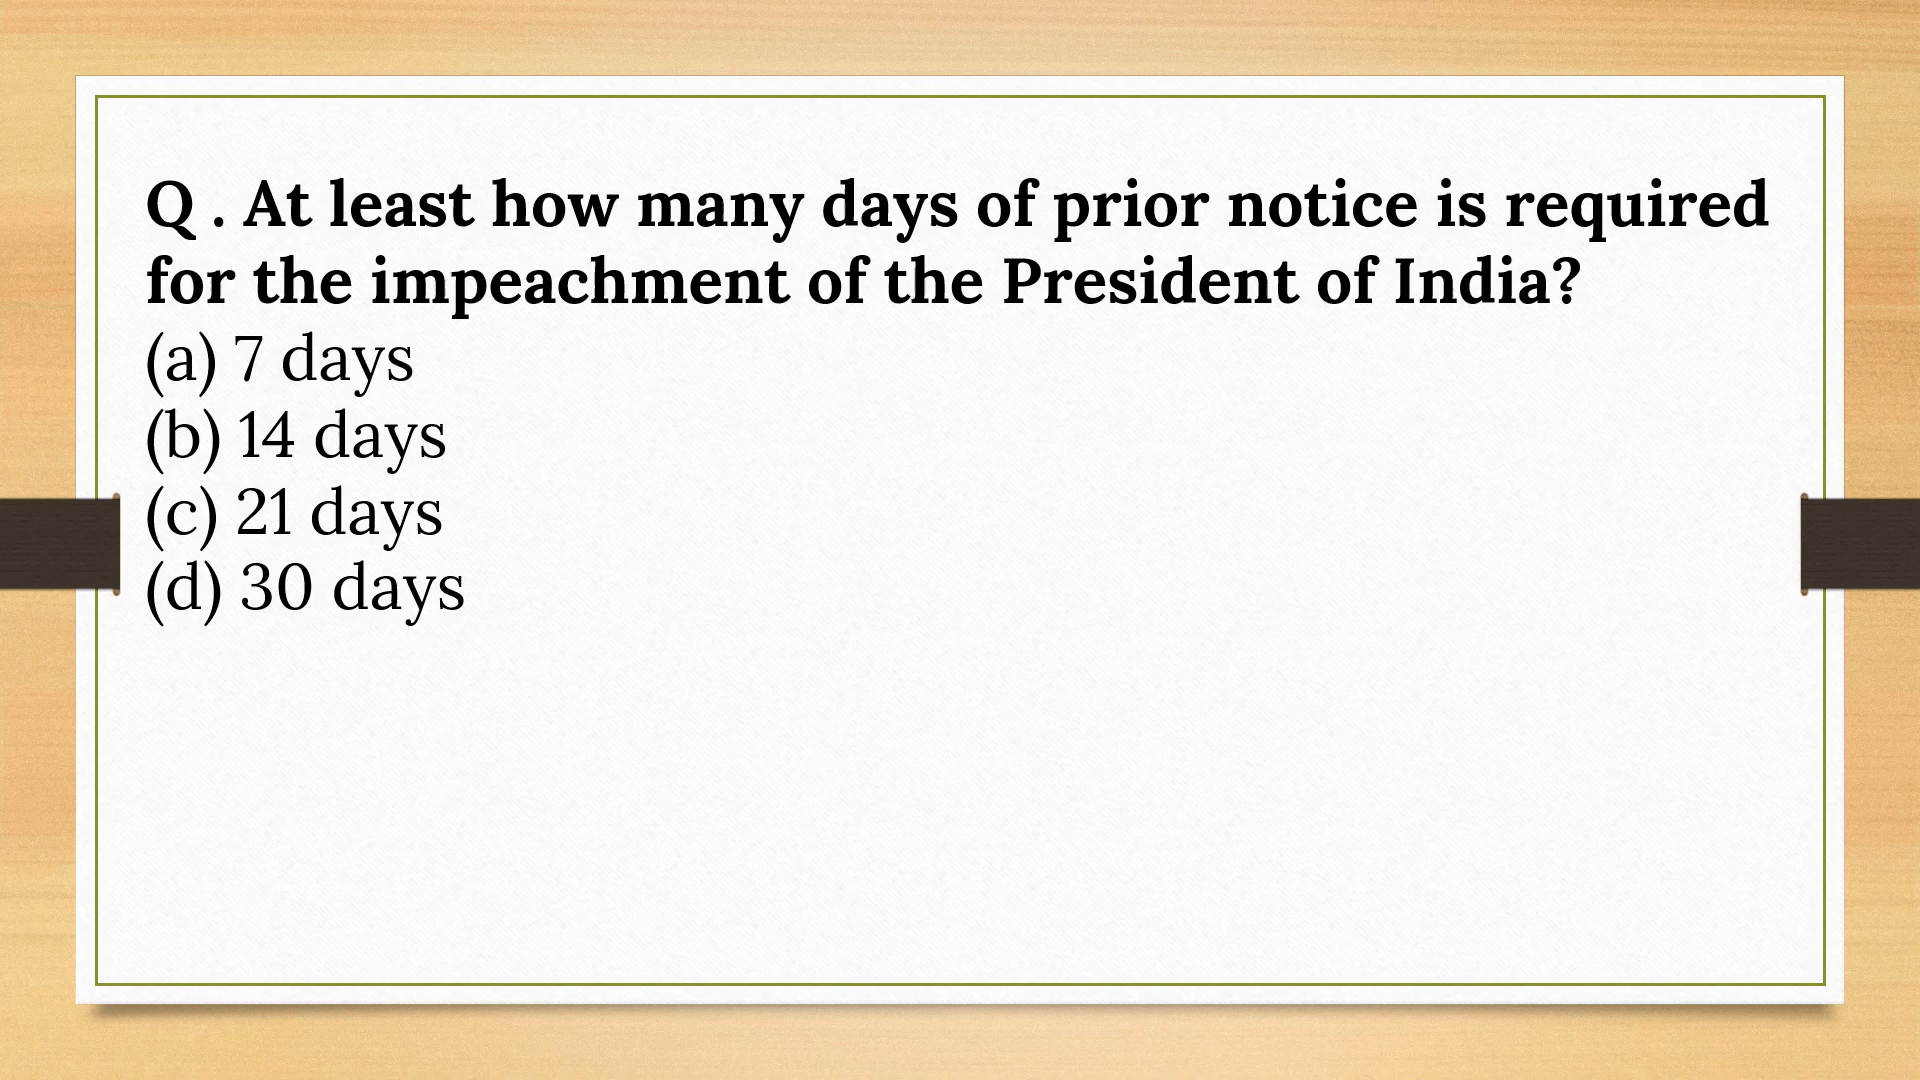 Q . At least how many days of prior notice is required
for the impeachment of the President of India?
(a) 7 days
(b) 14 days
(c) 21 days
(d) 30 days